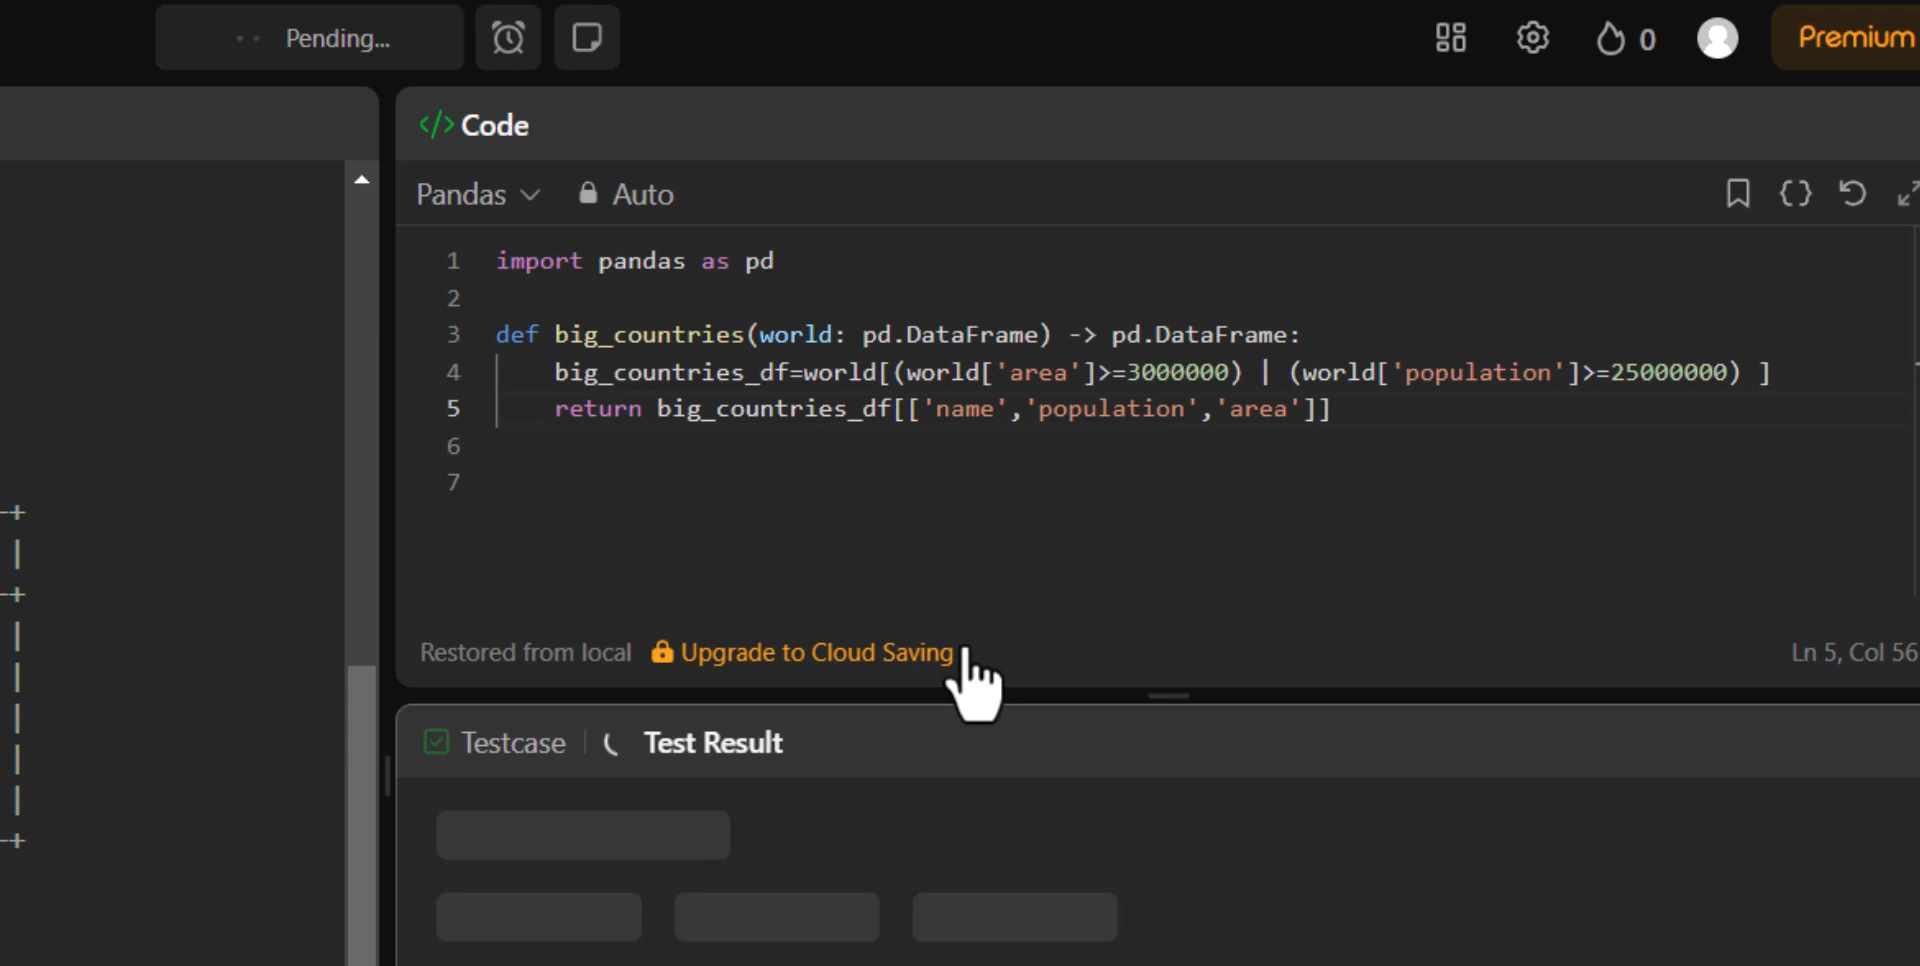 Pending...
0
Premium
</> Code
Pandas
Auto
1 import pandas as pd
2
3 def big_countries(world: pd.DataFrame) -> pd.DataFrame:
4 big_countries_df=world[(world['area']>=3000000) | (world['population']>=25000000) ]
5 return big_countries_df[['name','population','area']]
6
7
Restored from local
Upgrade to Cloud Saving
Ln 5, Col 56
Testcase
Test Result